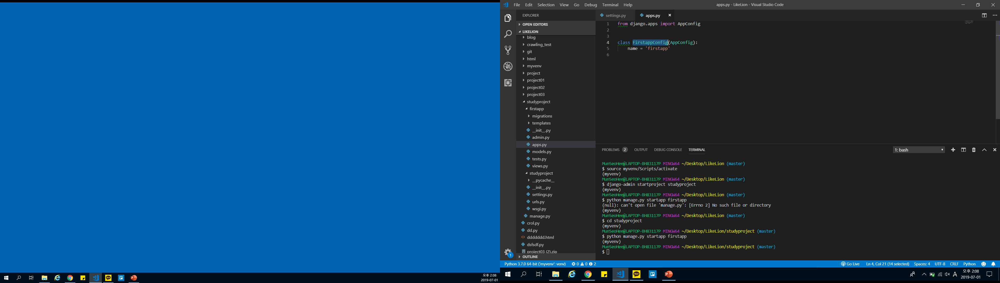 File Edit Selection View Go Debug Terminal Help
apps.py - LikeLion - Visual Studio Code
EXPLORER
OPEN EDITORS
LIKELION
blog
crawling_test
git
html
myvenv
project
project01
project02
project03
studyproject
firstapp
migrations
templates
__init__.py
admin.py
apps.py
models.py
tests.py
views.py
studyproject
__pycache__
__init__.py
settings.py
urls.py
wsgi.py
manage.py
crol.py
dd.py
ddddddd.html
dsfsdf.py
project03 (2).zip
OUTLINE
settings.py apps.py
1 from django.apps import AppConfig
2
3
4 class FirstappConfig(AppConfig):
5 name = 'firstapp'
6
PROBLEMS 2 OUTPUT DEBUG CONSOLE TERMINAL
1: bash
MunSeoHee@LAPTOP-BH83117P MINGW64 ~/Desktop/LikeLion (master)
$ source myvenv/Scripts/activate
(myvenv)
MunSeoHee@LAPTOP-BH83117P MINGW64 ~/Desktop/LikeLion (master)
$ django-admin startproject studyproject
(myvenv)
MunSeoHee@LAPTOP-BH83117P MINGW64 ~/Desktop/LikeLion (master)
$ python manage.py startapp firstapp
(null): can't open file 'manage.py': [Errno 2] No such file or directory
(myvenv)
MunSeoHee@LAPTOP-BH83117P MINGW64 ~/Desktop/LikeLion (master)
$ cd studyproject
(myvenv)
MunSeoHee@LAPTOP-BH83117P MINGW64 ~/Desktop/LikeLion/studyproject (master)
$ python manage.py startapp firstapp
(myvenv)
MunSeoHee@LAPTOP-BH83117P MINGW64 ~/Desktop/LikeLion/studyproject (master)
$
1
Python 3.7.0 64-bit ('myvenv': venv) 0 0 2
Go Live Ln 4, Col 21 (14 selected) Spaces: 4 UTF-8 CRLF Python
TALK
오후 2:08
2019-07-01
TALK
A
오후 2:08
2019-07-01